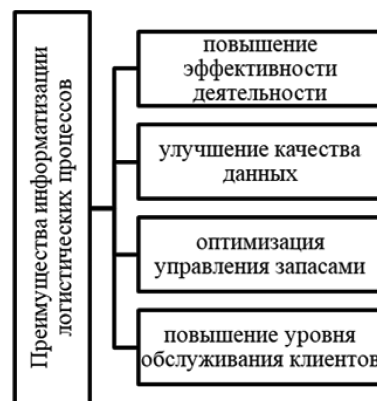 Преимущества информатизации
логистических процессов
повышение
эффективности
деятельности
улучшение качества
данных
оптимизация
управления запасами
повышение уровня
обслуживания клиентов